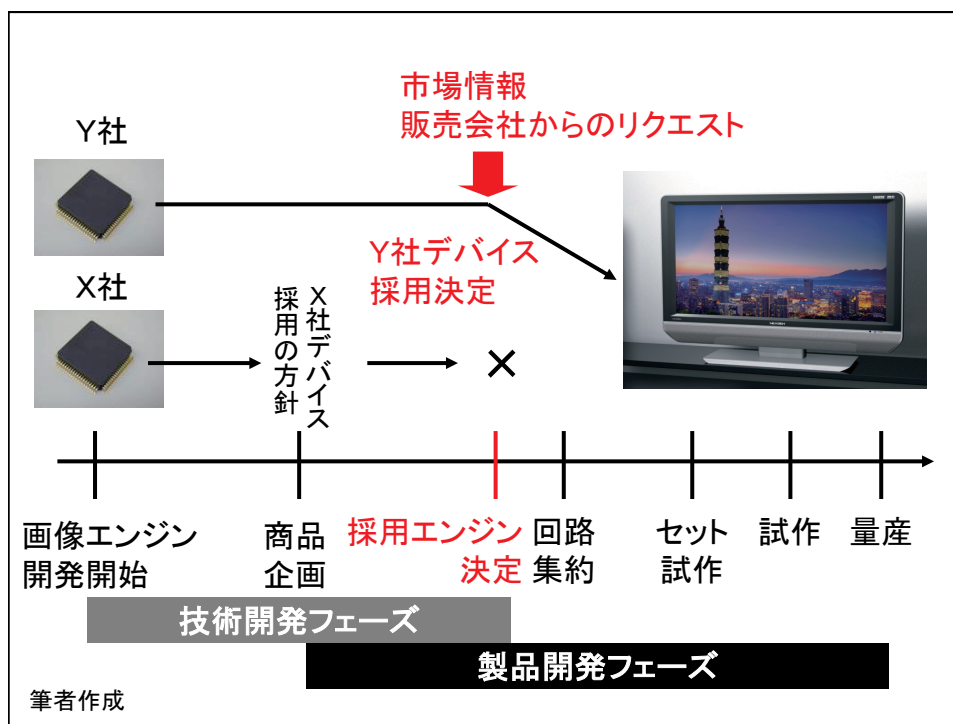 市場情報
販売会社からのリクエスト
Y社
Y社デバイス
採用決定
X社
X社デバイス
採用の方針
×
画像エンジン
開発開始
商品
企画
採用エンジン
決定
回路
集約
セット
試作
試作
量産
技術開発フェーズ
製品開発フェーズ
筆者作成